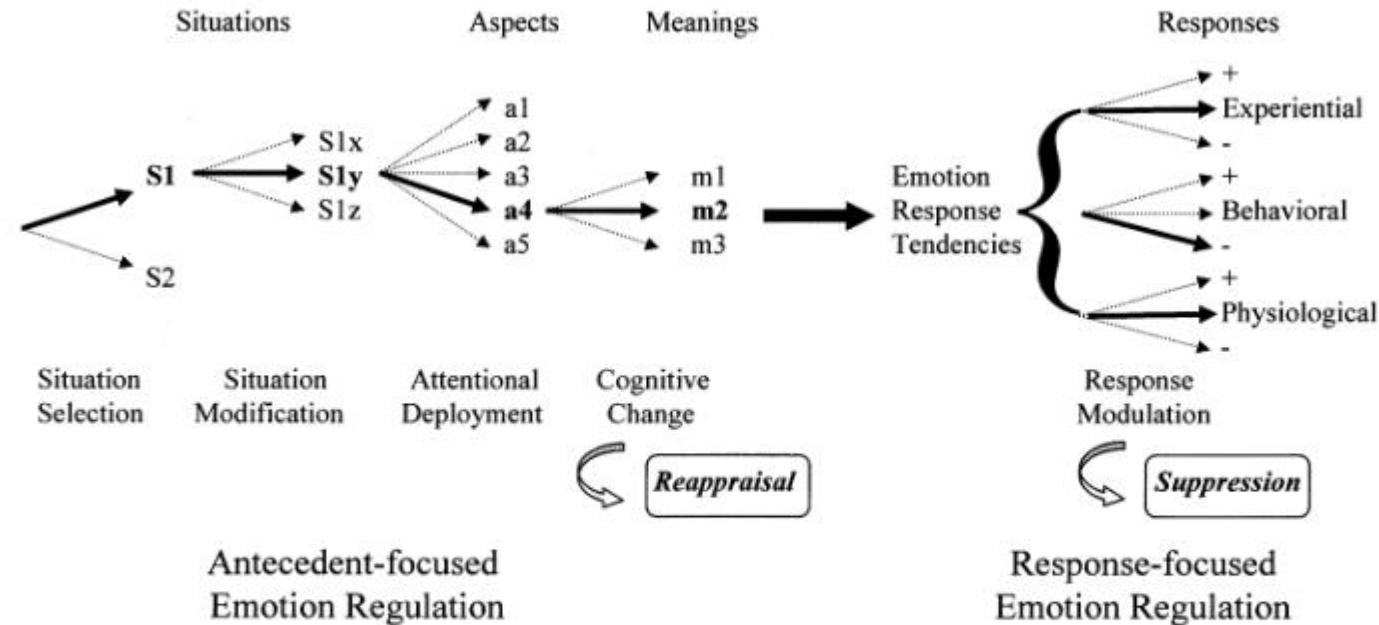 Situations Aspects Meanings Responses
+
a1 Experiential
S1x a2 -
S1 S1y a3 m1 Emotion +
S1z a4 m2 Response Behavioral
S2 a5 m3 Tendencies -
+
Physiological
-
Situation Situation Attentional Cognitive Response
Selection Modification Deployment Change Modulation
Reappraisal Suppression
Antecedent-focused Response-focused
Emotion Regulation Emotion Regulation